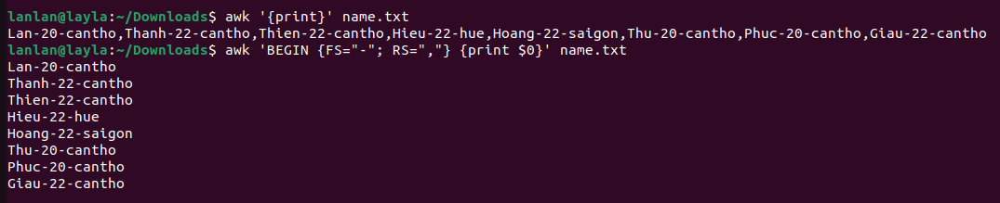 lanlan@layla:~/Downloads$ awk '{print}' name.txt
Lan-20-cantho,Thanh-22-cantho,Thien-22-cantho,Hieu-22-hue,Hoang-22-saigon,Thu-20-cantho,Phuc-20-cantho,Giau-22-cantho
lanlan@layla:~/Downloads$ awk 'BEGIN {FS="-"; RS=","} {print $0}' name.txt
Lan-20-cantho
Thanh-22-cantho
Thien-22-cantho
Hieu-22-hue
Hoang-22-saigon
Thu-20-cantho
Phuc-20-cantho
Giau-22-cantho